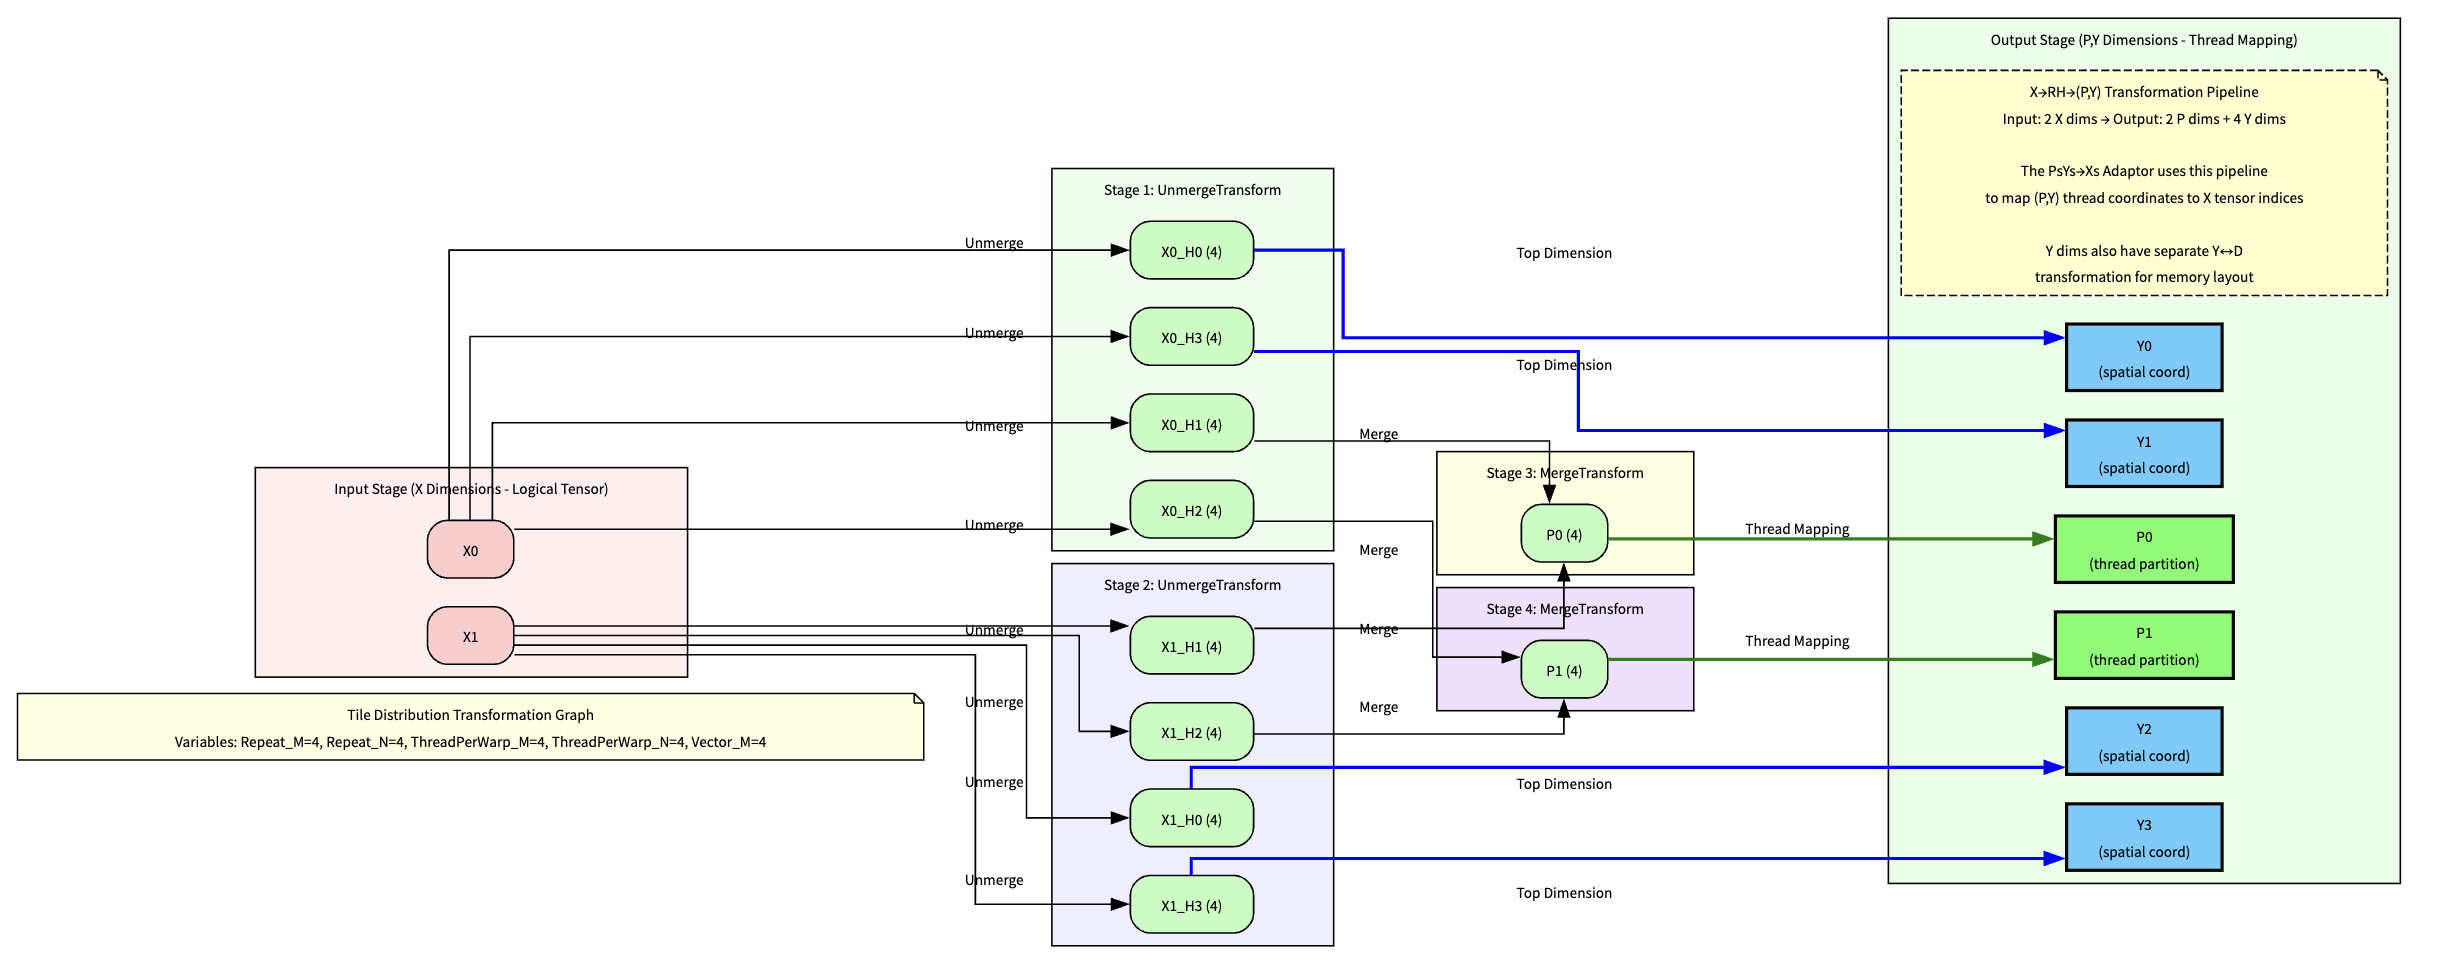 Output Stage (P,Y Dimensions - Thread Mapping)
X→RH→(P,Y) Transformation Pipeline
Input: 2 X dims → Output: 2 P dims + 4 Y dims
The PsYs→Xs Adaptor uses this pipeline
to map (P,Y) thread coordinates to X tensor indices
Y dims also have separate Y↔D
transformation for memory layout
Stage 1: UnmergeTransform
Unmerge
X0_H0 (4)
Top Dimension
Unmerge
X0_H3 (4)
Top Dimension
Y0
(spatial coord)
Unmerge
X0_H1 (4)
Merge
Y1
(spatial coord)
Input Stage (X Dimensions - Logical Tensor)
X0
Unmerge
X0_H2 (4)
Merge
Stage 3: MergeTransform
P0 (4)
Thread Mapping
P0
(thread partition)
Stage 2: UnmergeTransform
X1
Unmerge
X1_H1 (4)
Merge
Stage 4: MergeTransform
P1 (4)
Thread Mapping
P1
(thread partition)
Unmerge
X1_H2 (4)
Merge
Y2
(spatial coord)
Tile Distribution Transformation Graph
Variables: Repeat_M=4, Repeat_N=4, ThreadPerWarp_M=4, ThreadPerWarp_N=4, Vector_M=4
Unmerge
X1_H0 (4)
Top Dimension
Y3
(spatial coord)
Unmerge
X1_H3 (4)
Top Dimension